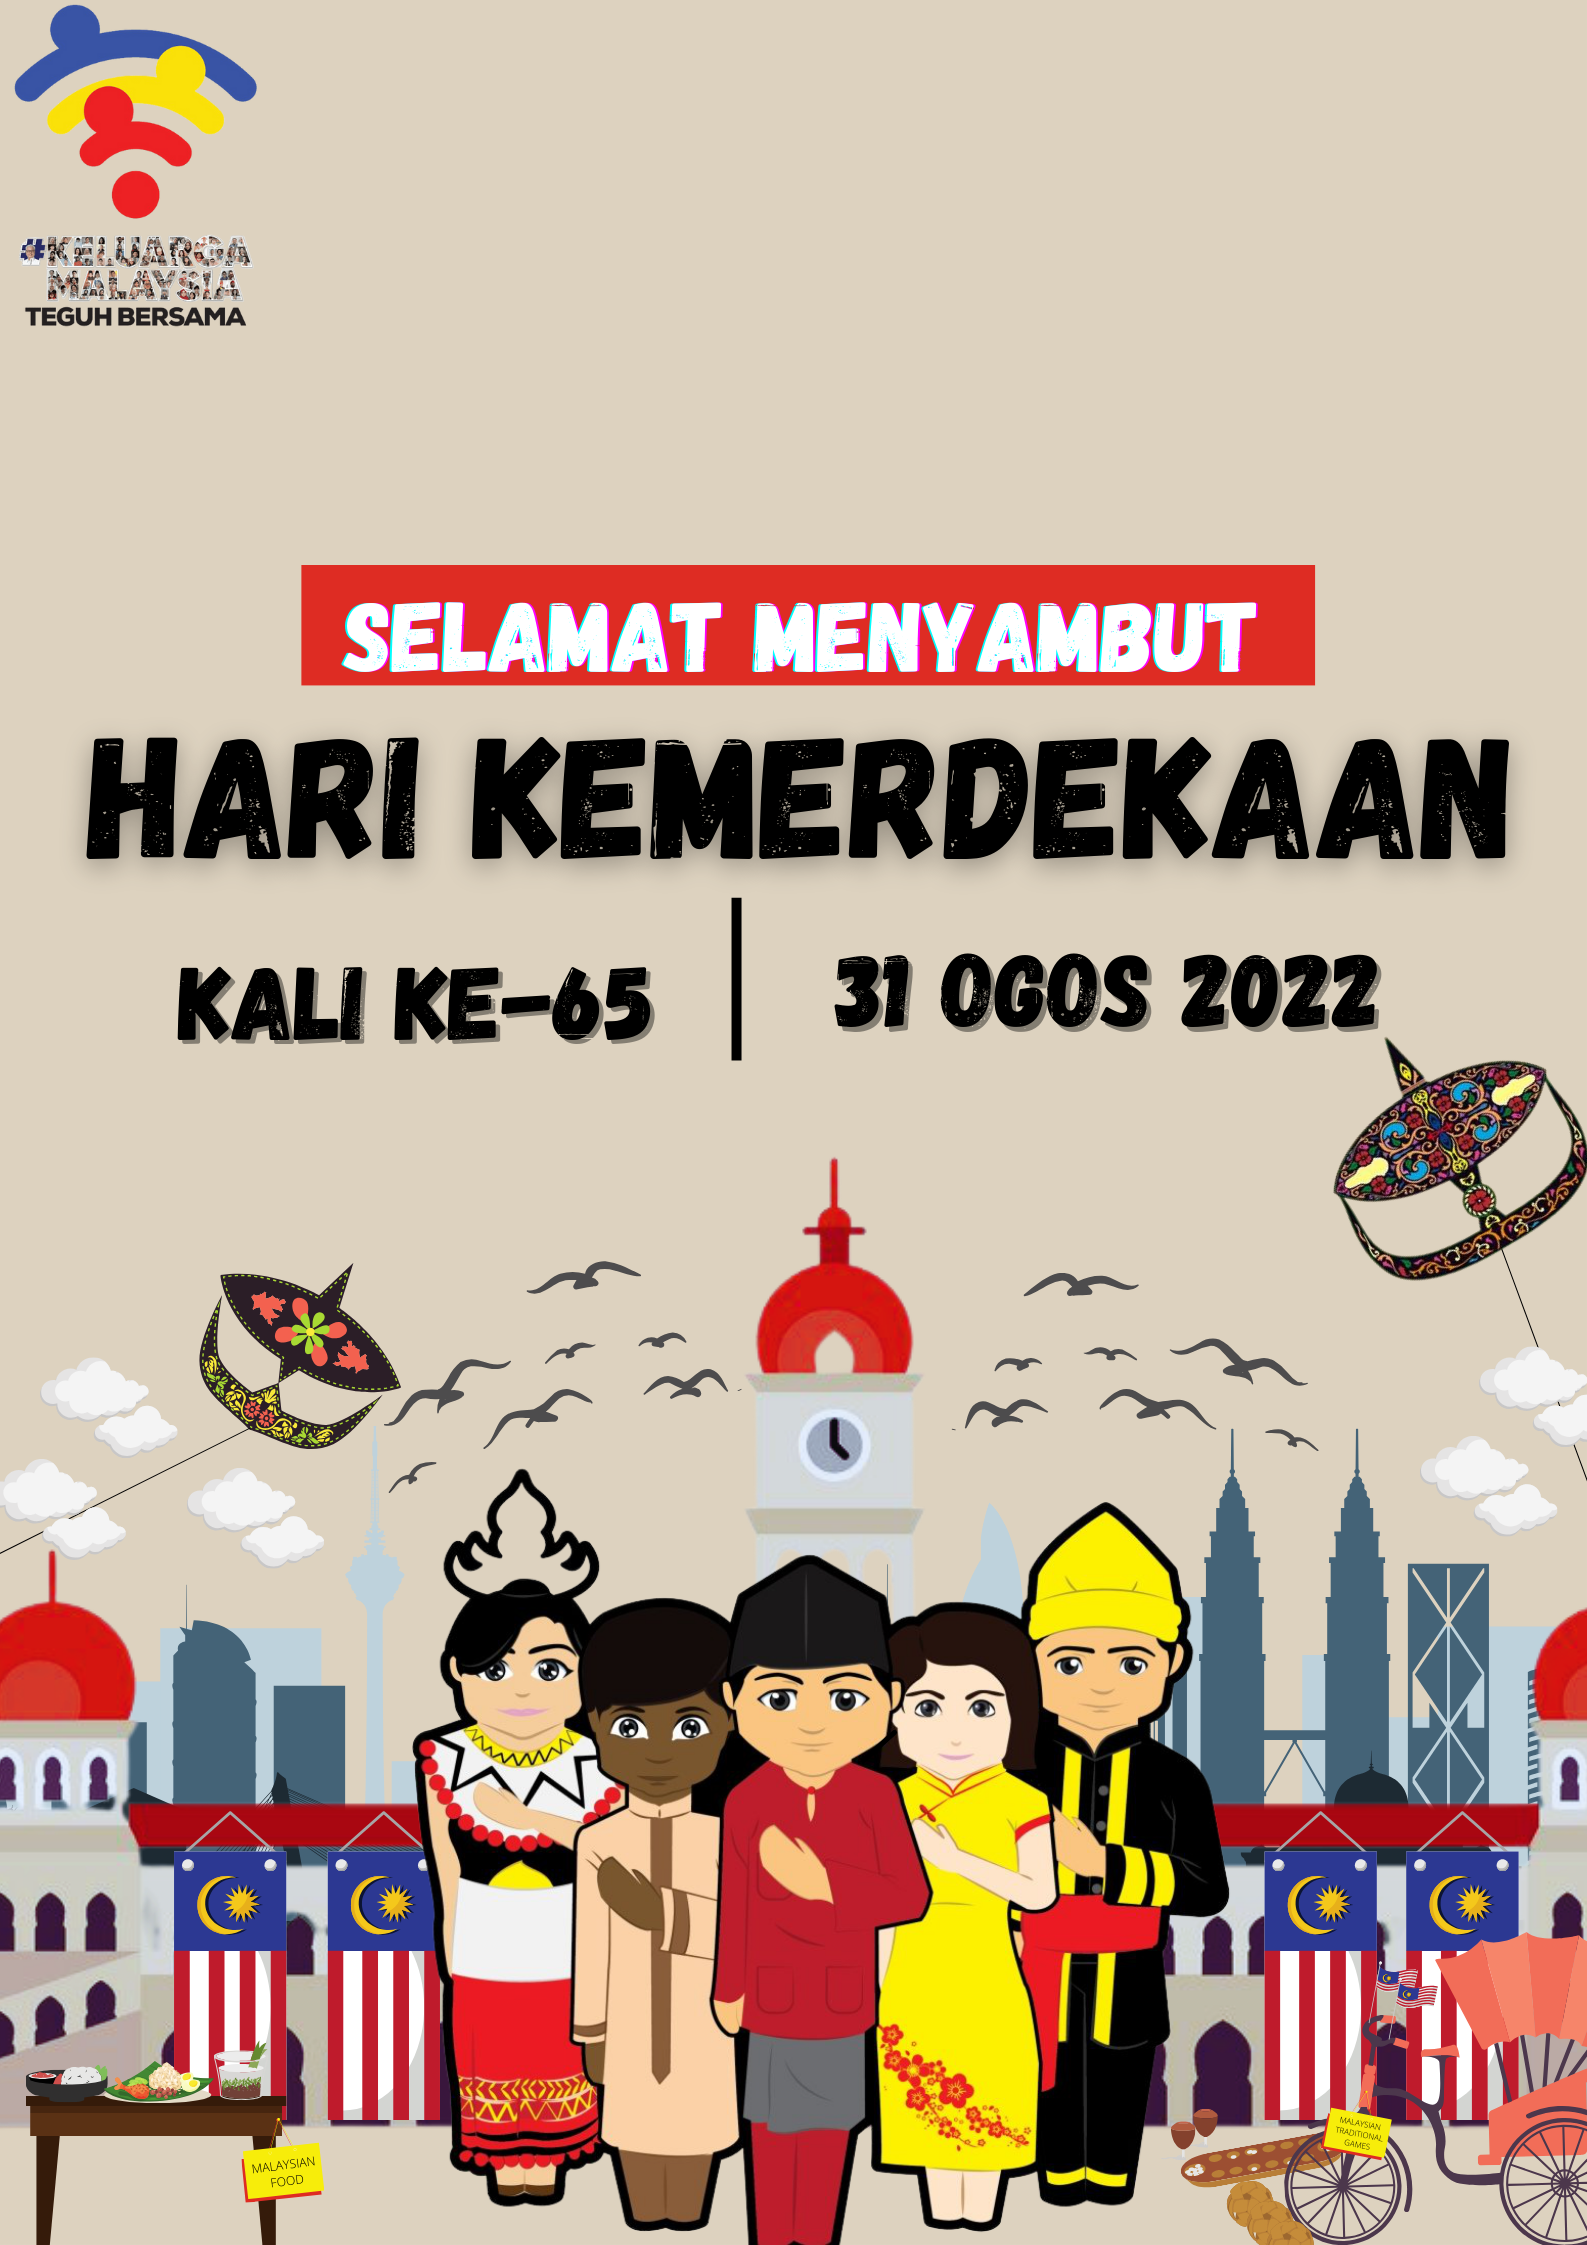 #KELUARGA
MALAYSIA
TEGUH BERSAMA
SELAMAT MENYAMBUT
HARI KEMERDEKAAN
KALI KE-65
31 OGOS 2022
MALAYSIAN
TRADITIONAL
GAMES
MALAYSIAN
FOOD